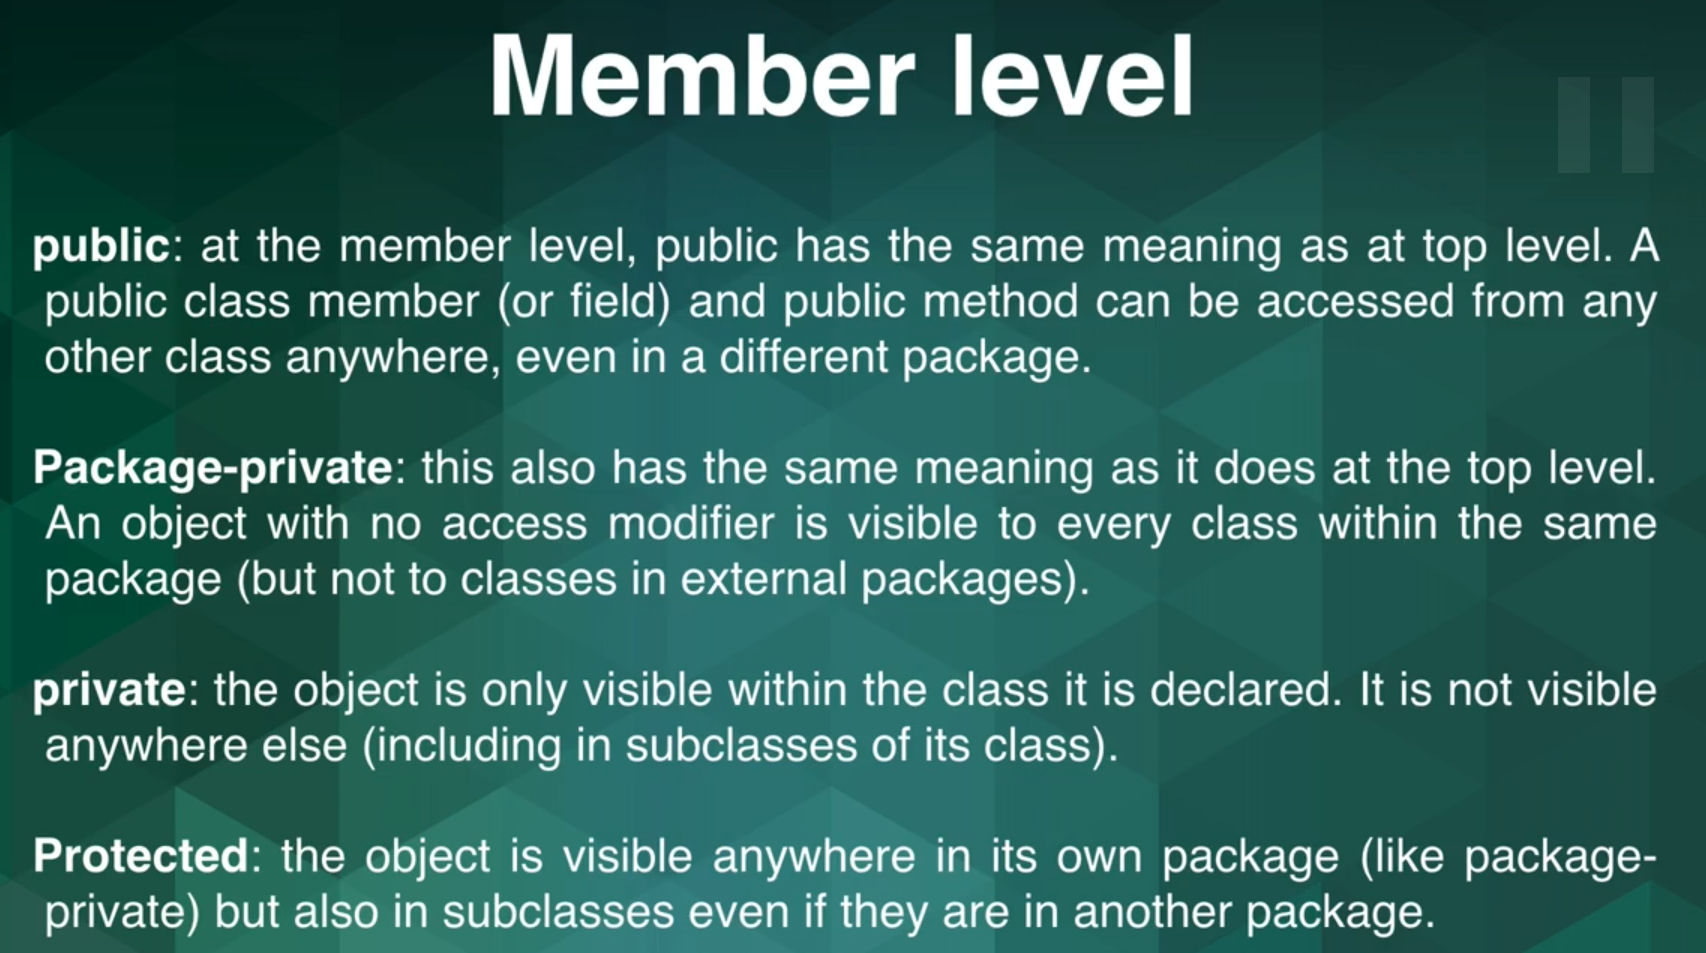 Member level
public: at the member level, public has the same meaning as at top level. A
public class member (or field) and public method can be accessed from any
other class anywhere, even in a different package.
Package-private: this also has the same meaning as it does at the top level.
An object with no access modifier is visible to every class within the same
package (but not to classes in external packages).
private: the object is only visible within the class it is declared. It is not visible
anywhere else (including in subclasses of its class).
Protected: the object is visible anywhere in its own package (like package-
private) but also in subclasses even if they are in another package.